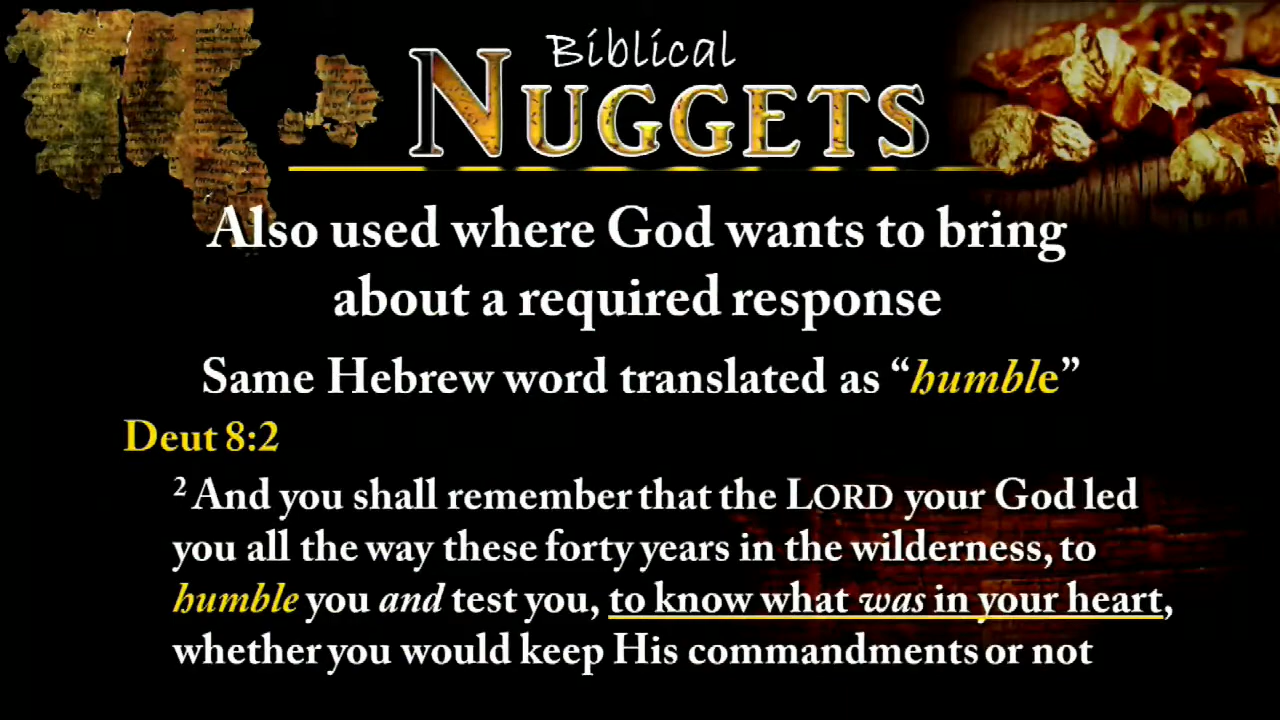 Biblical
NUGGETS
Also used where God wants to bring
about a required response
Same Hebrew word translated as “humble”
Deut 8:2
2 And you shall remember that the LORD your God led
you all the way these forty years in the wilderness, to
humble you and test you, to know what was in your heart,
whether you would keep His commandments or not